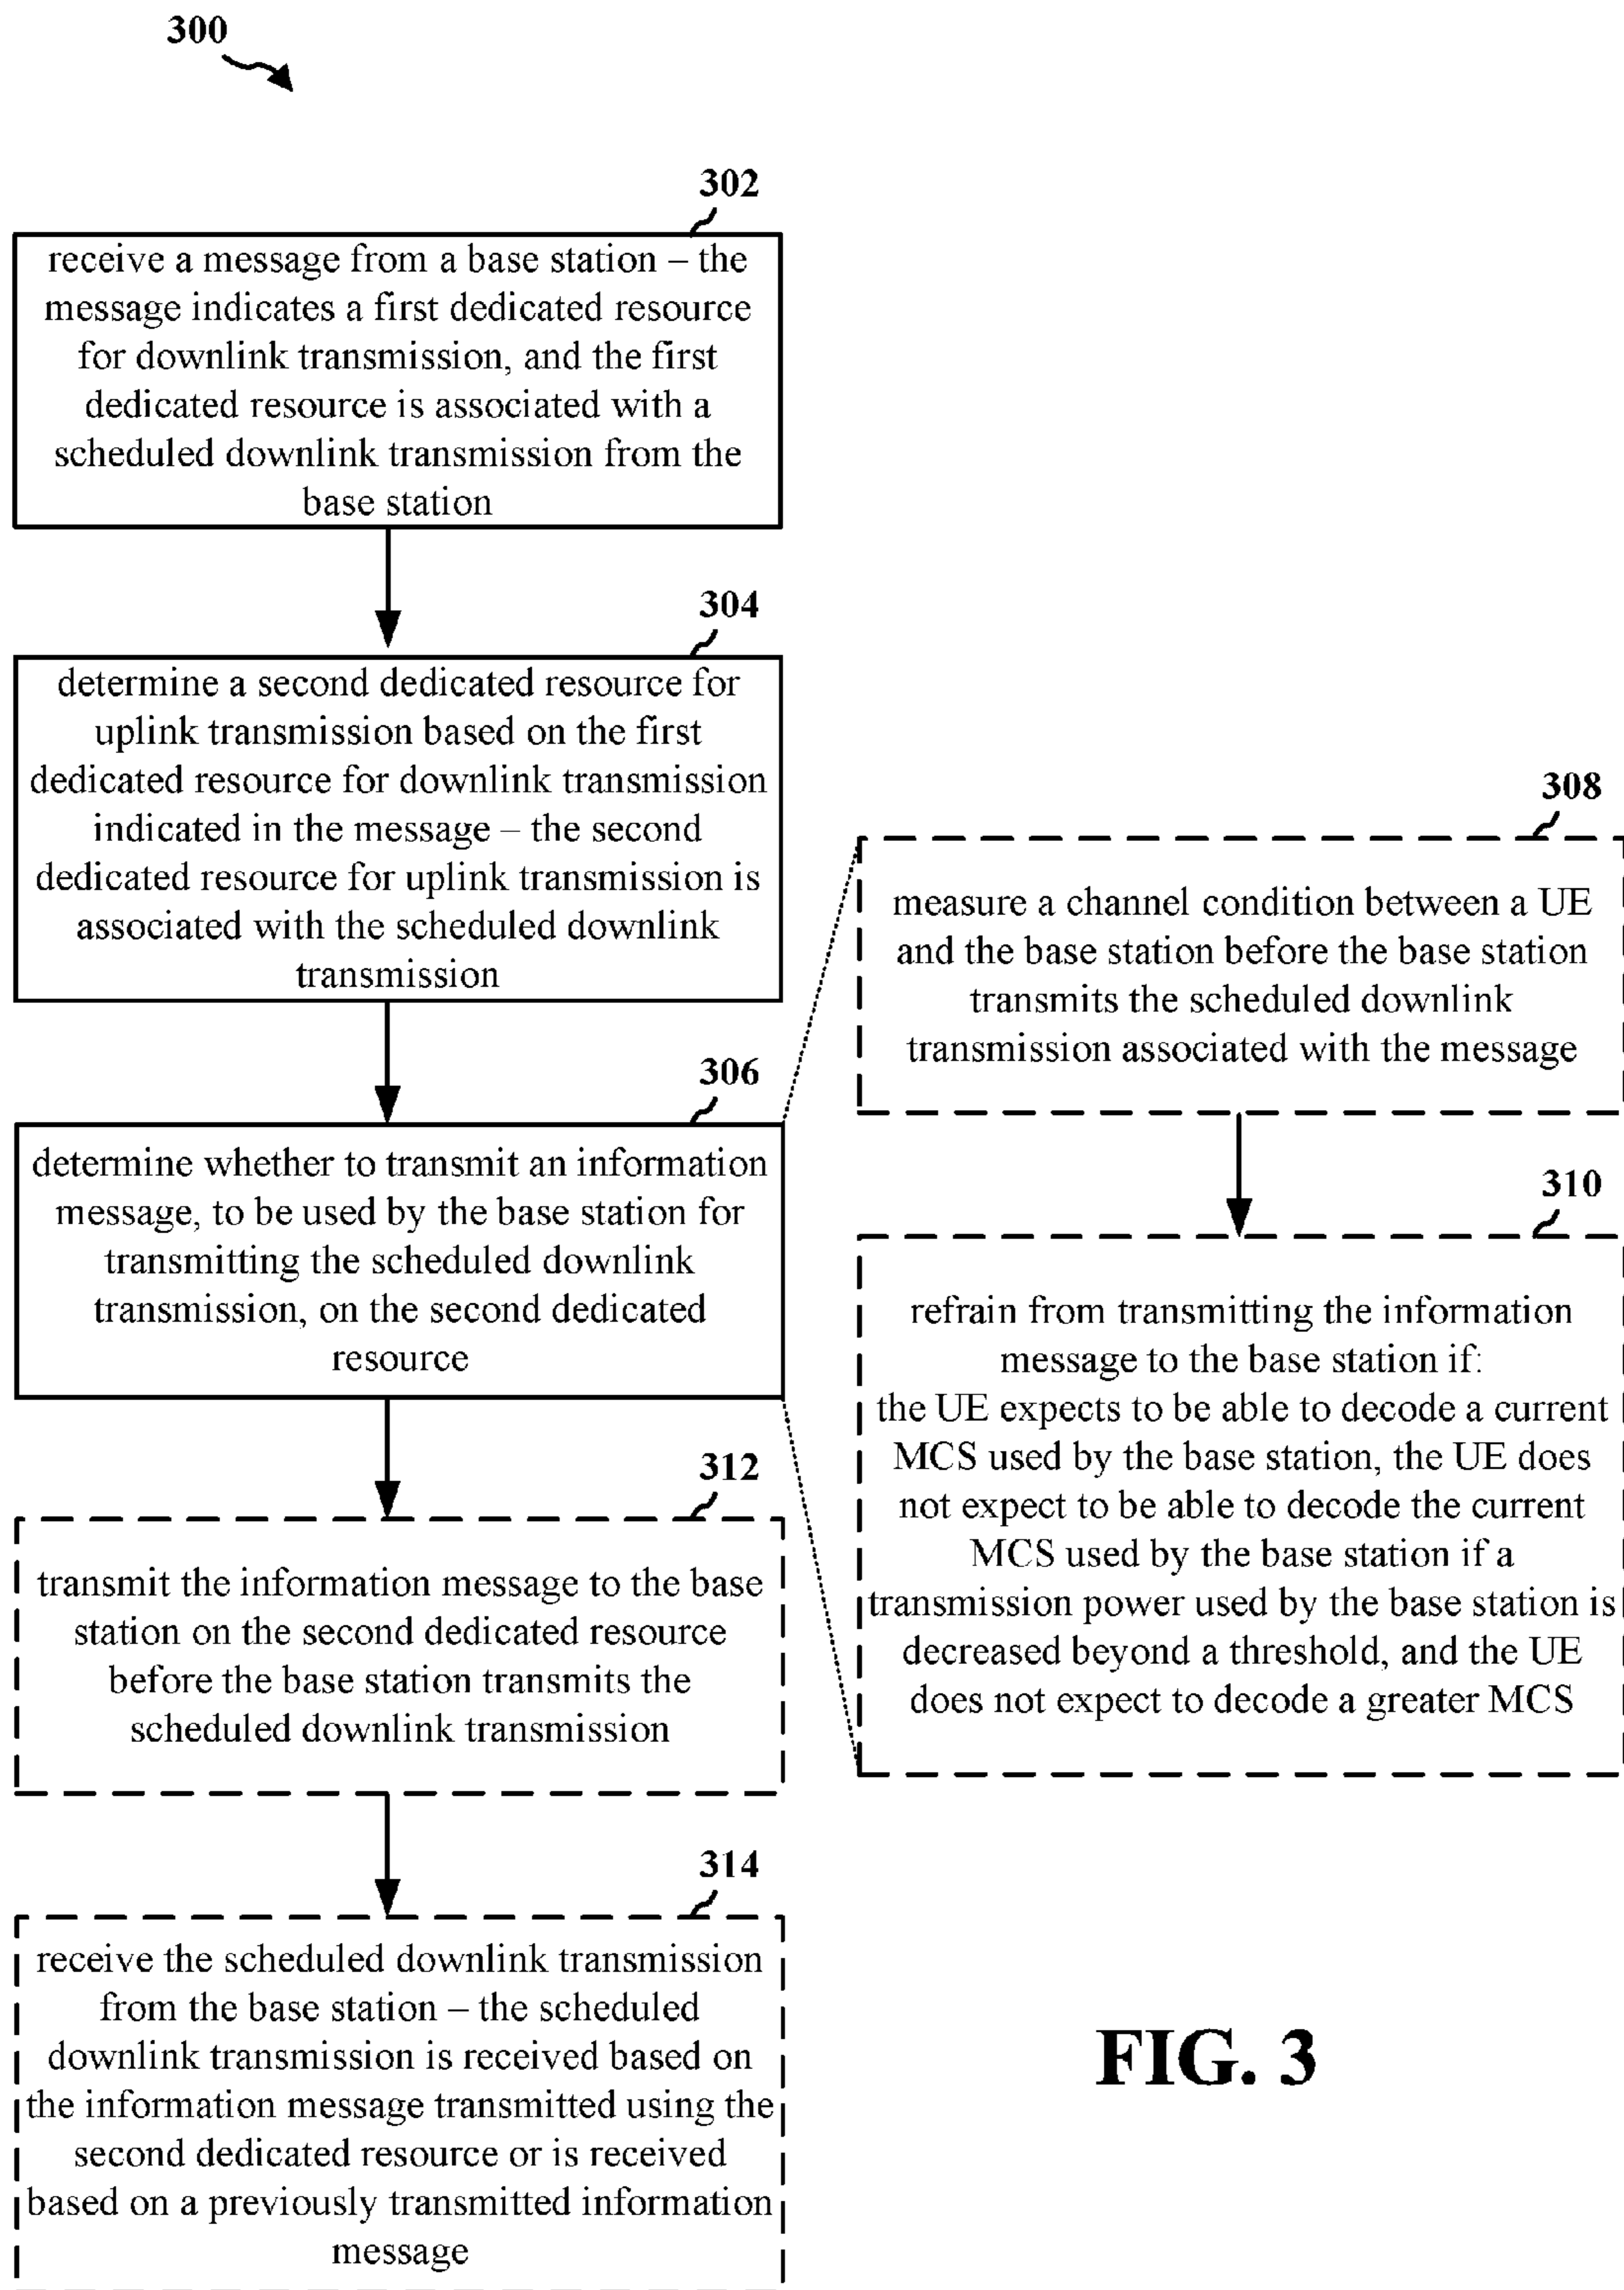 300
302
receive a message from a base station – the
message indicates a first dedicated resource
for downlink transmission, and the first
dedicated resource is associated with a
scheduled downlink transmission from the
base station
304
determine a second dedicated resource for
uplink transmission based on the first
dedicated resource for downlink transmission
indicated in the message – the second
dedicated resource for uplink transmission is
associated with the scheduled downlink
transmission
306
determine whether to transmit an information
message, to be used by the base station for
transmitting the scheduled downlink
transmission, on the second dedicated
resource
308
measure a channel condition between a UE
and the base station before the base station
transmits the scheduled downlink
transmission associated with the message
310
refrain from transmitting the information
message to the base station if:
the UE expects to be able to decode a current
MCS used by the base station, the UE does
not expect to be able to decode the current
MCS used by the base station if a
transmission power used by the base station is
decreased beyond a threshold, and the UE
does not expect to decode a greater MCS
312
transmit the information message to the base
station on the second dedicated resource
before the base station transmits the
scheduled downlink transmission
314
receive the scheduled downlink transmission
from the base station – the scheduled
downlink transmission is received based on
the information message transmitted using the
second dedicated resource or is received
based on a previously transmitted information
message
FIG. 3